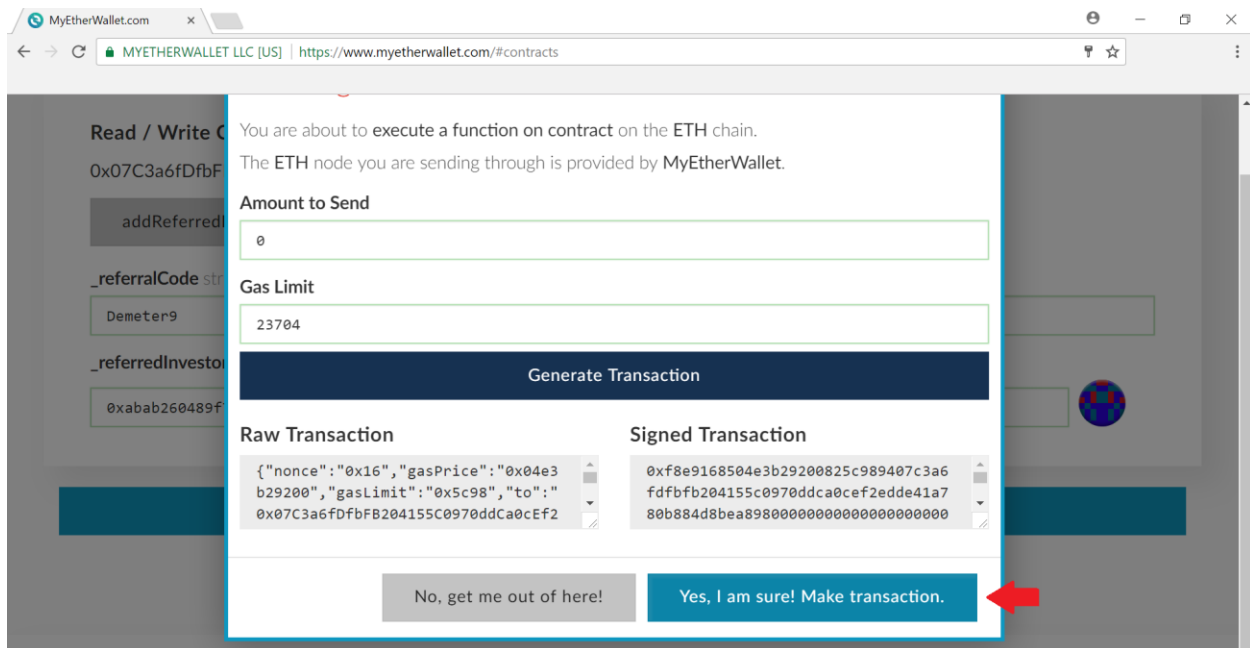 MyEtherWallet.com
MYETHERWALLET LLC [US] | https://www.myetherwallet.com/#contracts
Read / Write
You are about to execute a function on contract on the ETH chain.
0x07C3a6fDfbF
The ETH node you are sending through is provided by MyEtherWallet.
Amount to Send
addReferred
0
_referralCode str
Gas Limit
Demeter9
23704
_referredInvesto
Generate Transaction
0xabab260489f
Raw Transaction
{"nonce":"0x16","gasPrice":"0x04e3
b29200","gasLimit":"0x5c98","to":"
0x07C3a6fDfbFB204155C0970ddCa0cEf2
Signed Transaction
0xf8e9168504e3b29200825c989407c3a6
fdfbfb204155c0970ddca0cef2edde41a7
80b884d8bea8980000000000000000000000
No, get me out of here!
Yes, I am sure! Make transaction.